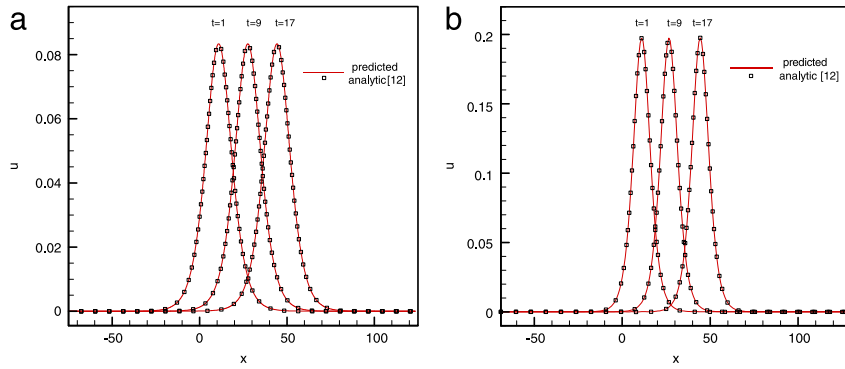 a
t=1 t=9 t=17
0.08
0.06
0.04
0.02
0
u
predicted
analytic[12]
-50 0 50 100
x
b
t=1 t=9 t=17
0.2
0.15
0.1
0.05
0
u
predicted
analytic [12]
-50 0 50 100
x